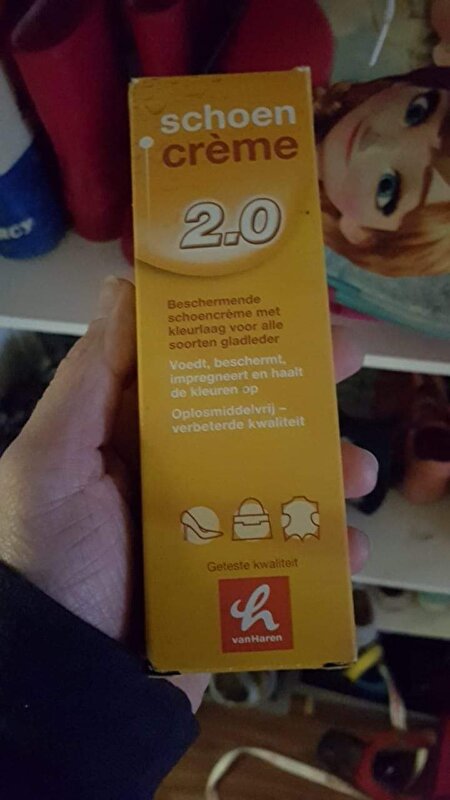 schoen
crème
2.0
Beschermende
schoencrème met
kleurlaag voor alle
soorten gladleder
Voedt, beschermt,
impregneert en haalt
de kleuren op
Oplosmiddelvrij –
verbeterde kwaliteit
Geteste kwaliteit
h
vanHaren
RCY